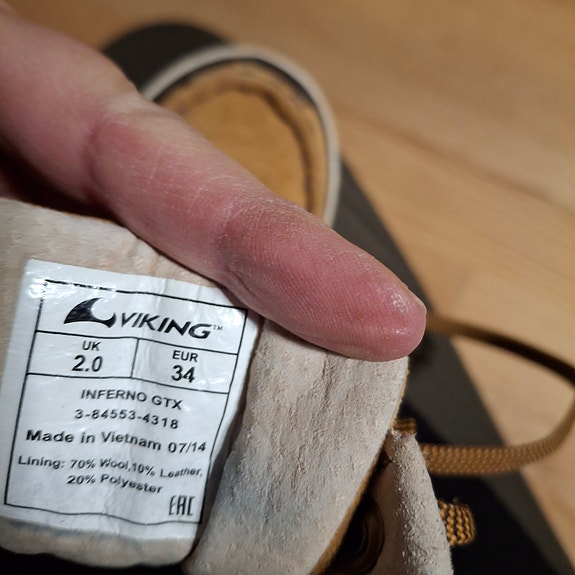 VIKING™
UK EUR
2.0 34
INFERNO GTX
3-84553-4318
Made in Vietnam 07/14
Lining: 70% Wool,10% Leather,
20% Polyester
EAC